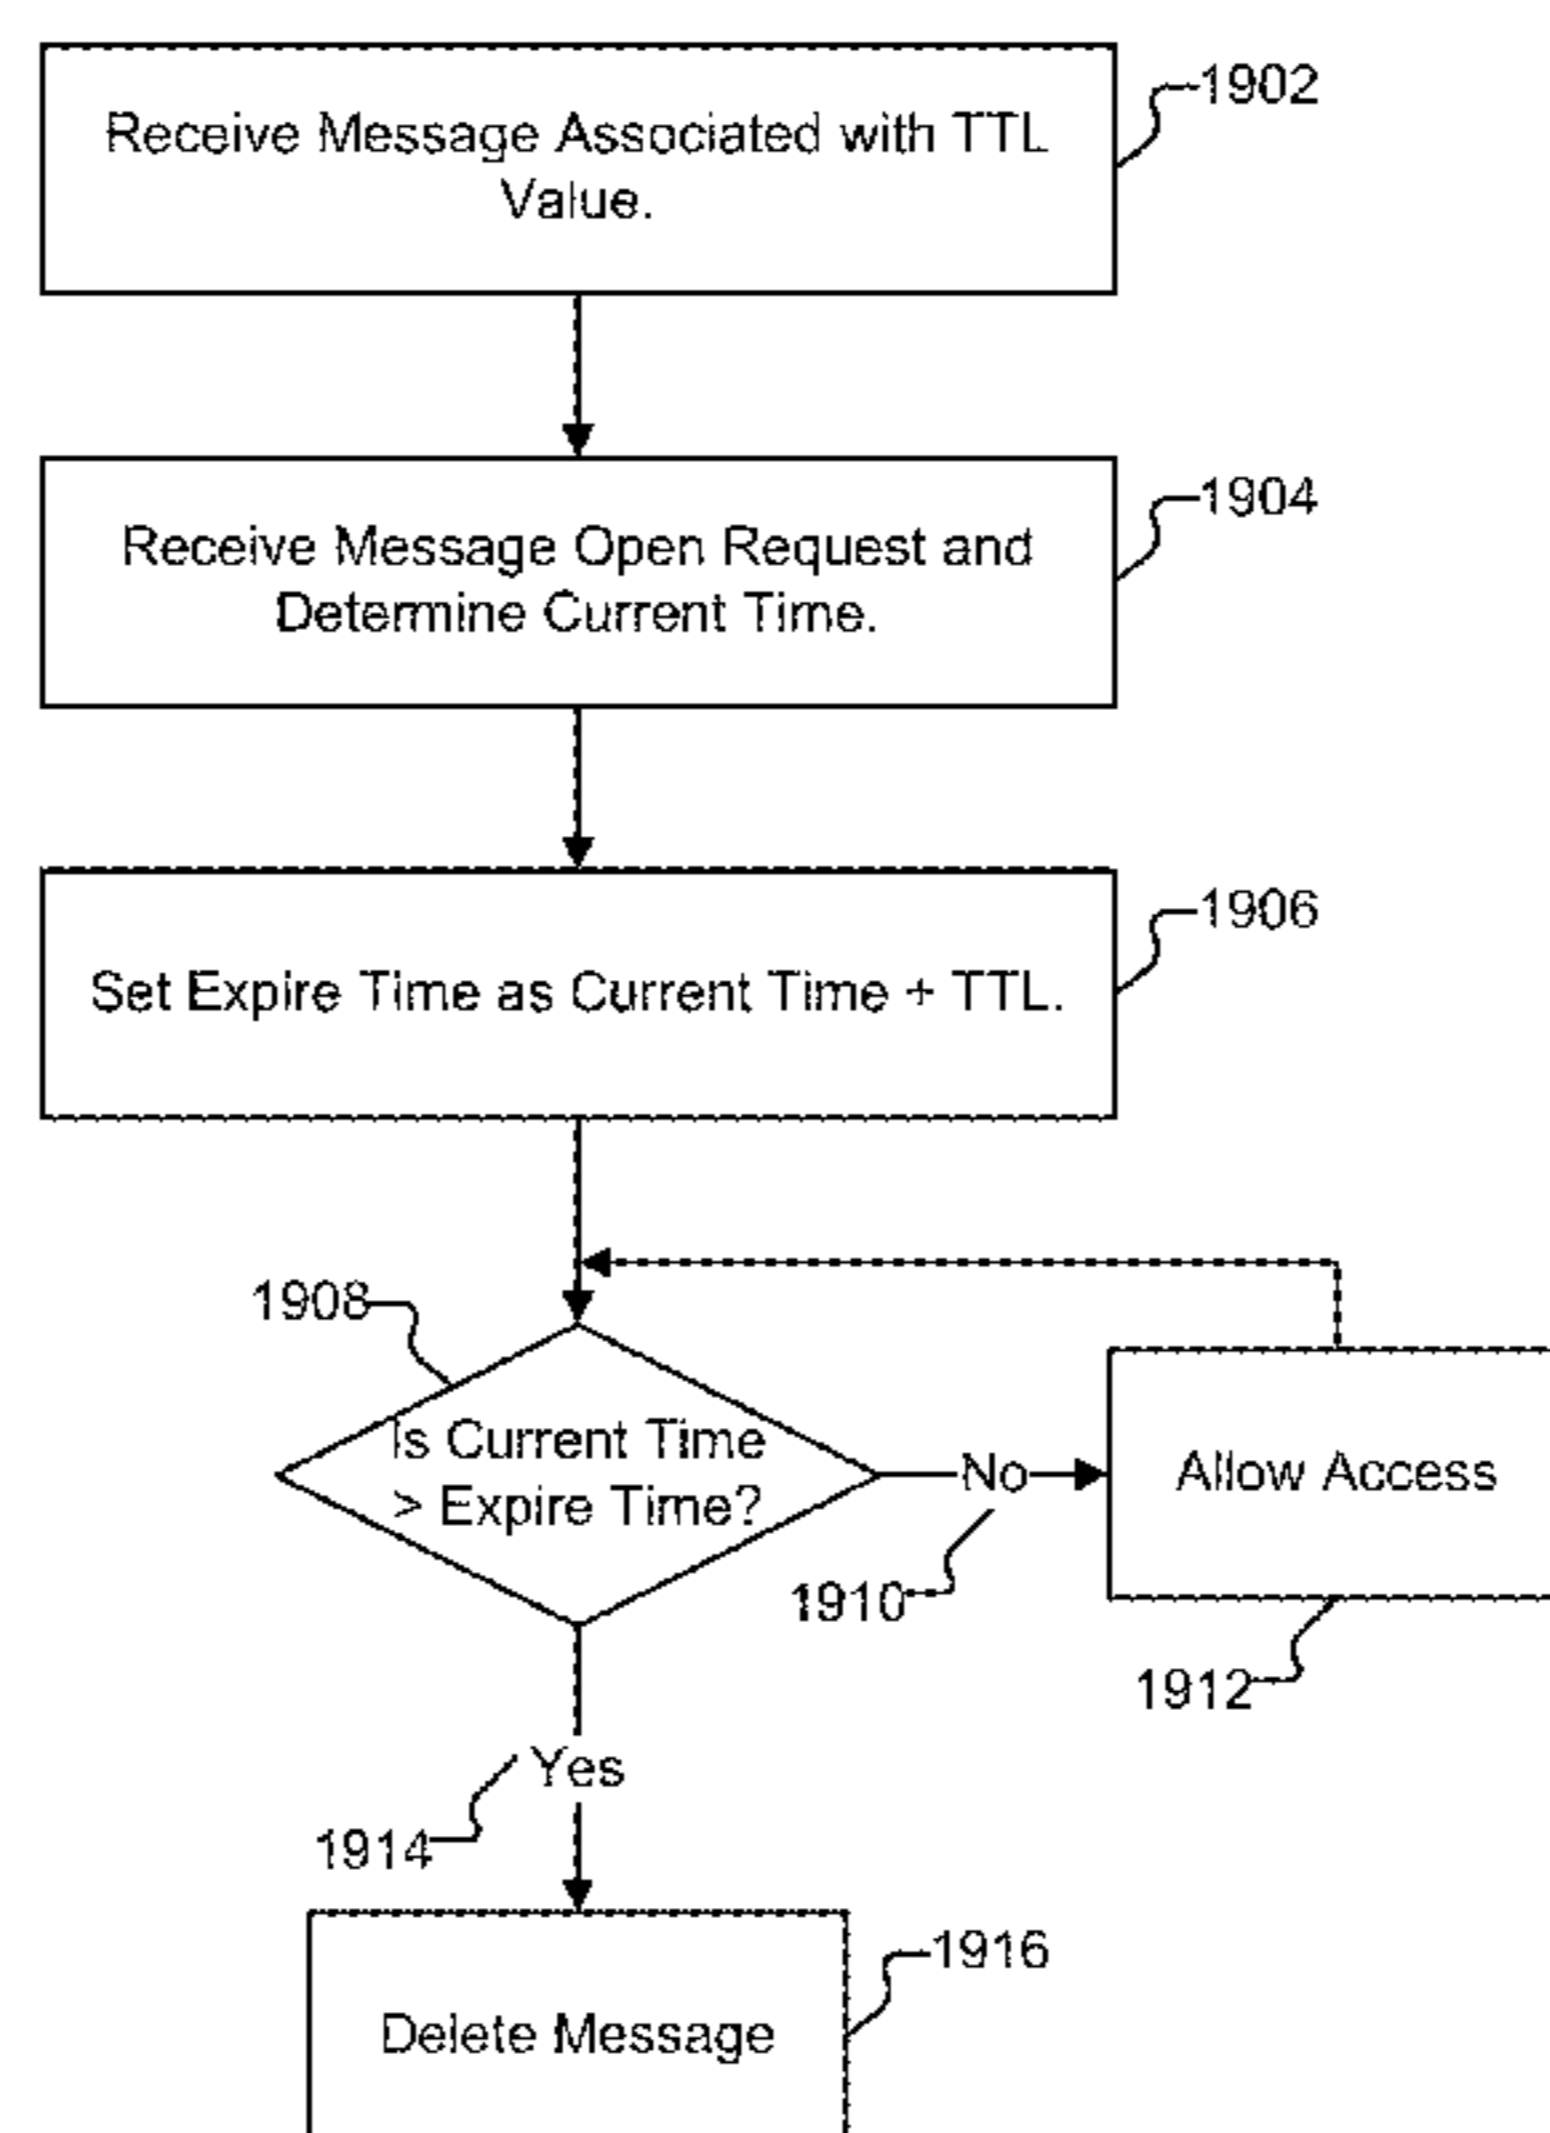 1902
Receive Message Associated with TTL
Value.
1904
Receive Message Open Request and
Determine Current Time.
1906
Set Expire Time as Current Time + TTL.
1908
Is Current Time
> Expire Time?
No
Allow Access
1910
1912
Yes
1914
1916
Delete Message